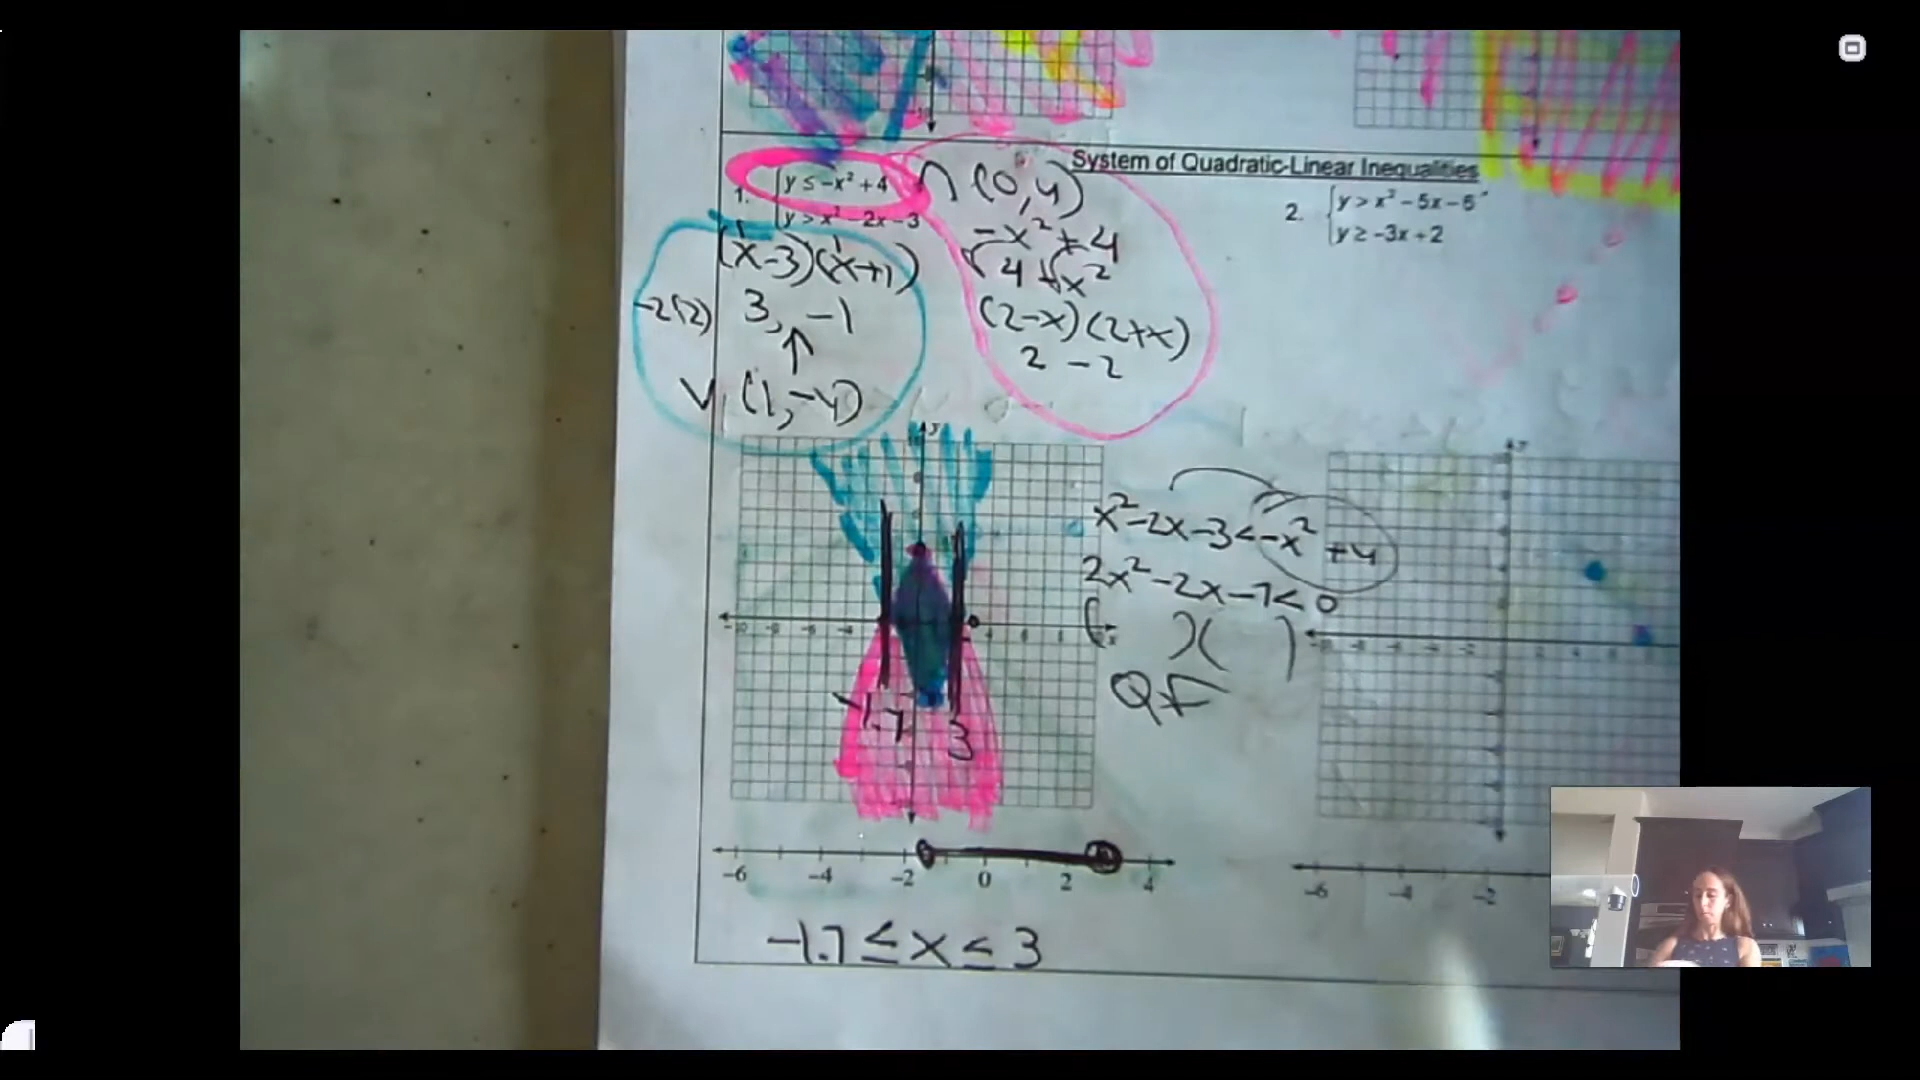 System of Quadratic-Linear Inequalities
1. y ≤ -x² + 4
y > x² - 2x - 3
∩ (0,4)
-x² + 4
4 - x²
(2-x)(2+x)
2 -2
(x-3)(x+1)
-2(2)
3, -1
↑
V (1,-4)
2. y > x² - 5x - 6
y ≥ -3x + 2
y
x² - 2x - 3 < -x² + 4
2x² - 2x - 7 < 0
( )( )
QF
-1.7 3
-6 -4 -2 0 2 4
-6 -4 -2
-1.7 ≤ x ≤ 3